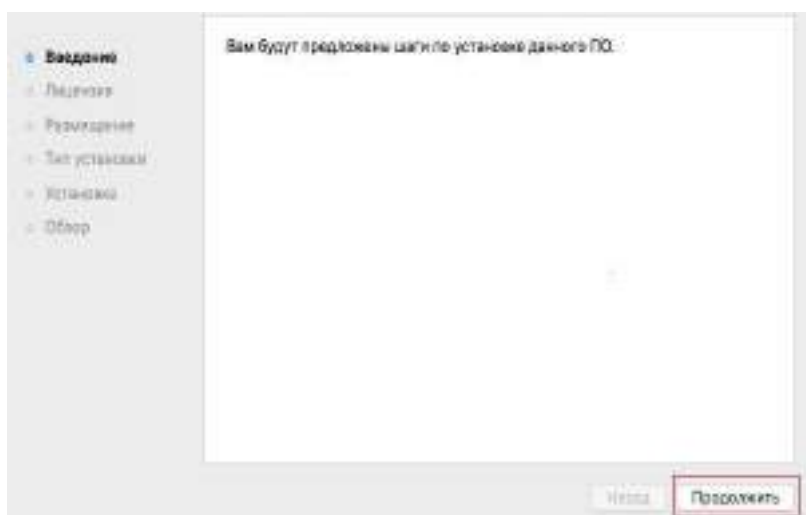 Введение
Лицензия
Размещение
Тип установки
Установка
Обзор
Вам будут предложены шаги по установке данного ПО.
Назад
Продолжить